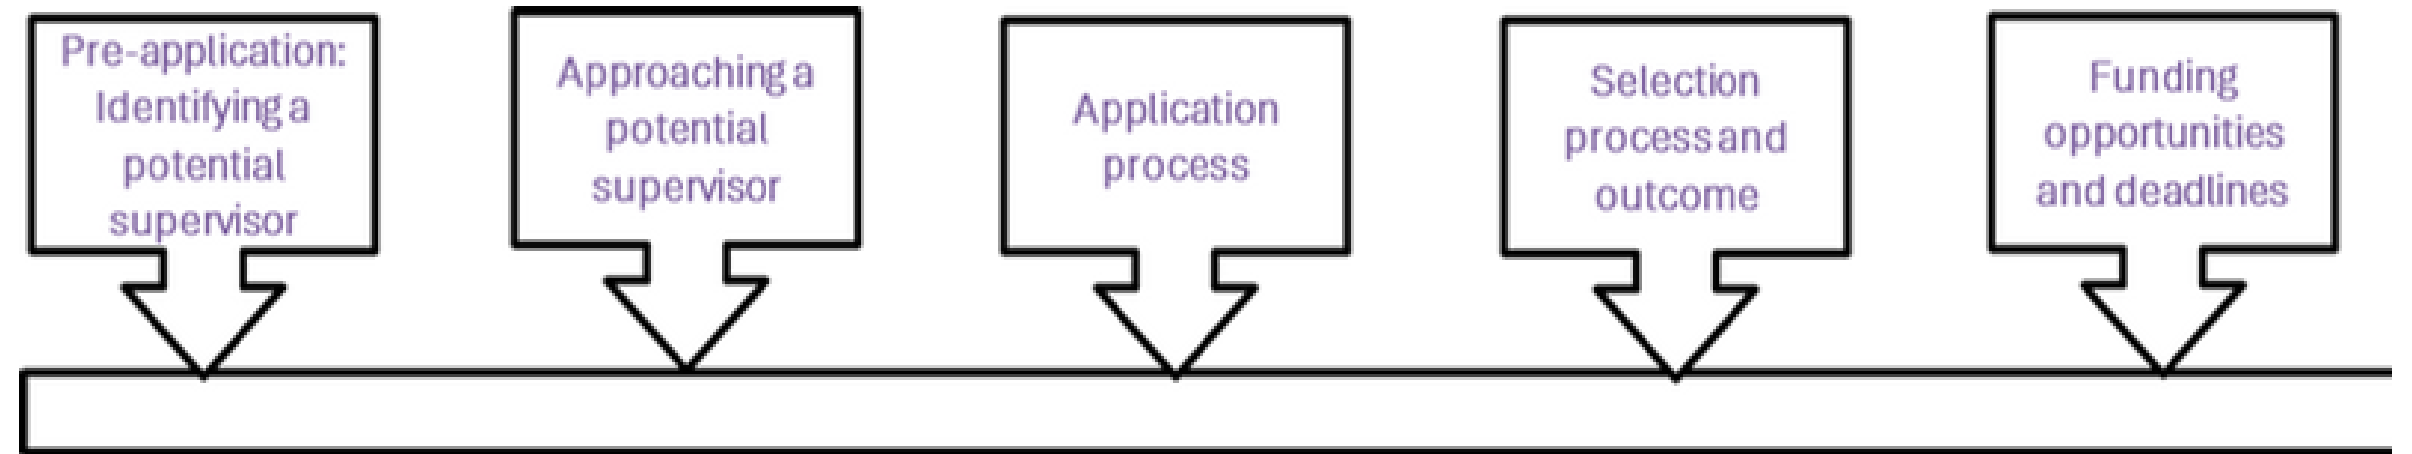 Pre-application:
Identifying a
potential
supervisor
Approaching a
potential
supervisor
Application
process
Selection
process and
outcome
Funding
opportunities
and deadlines